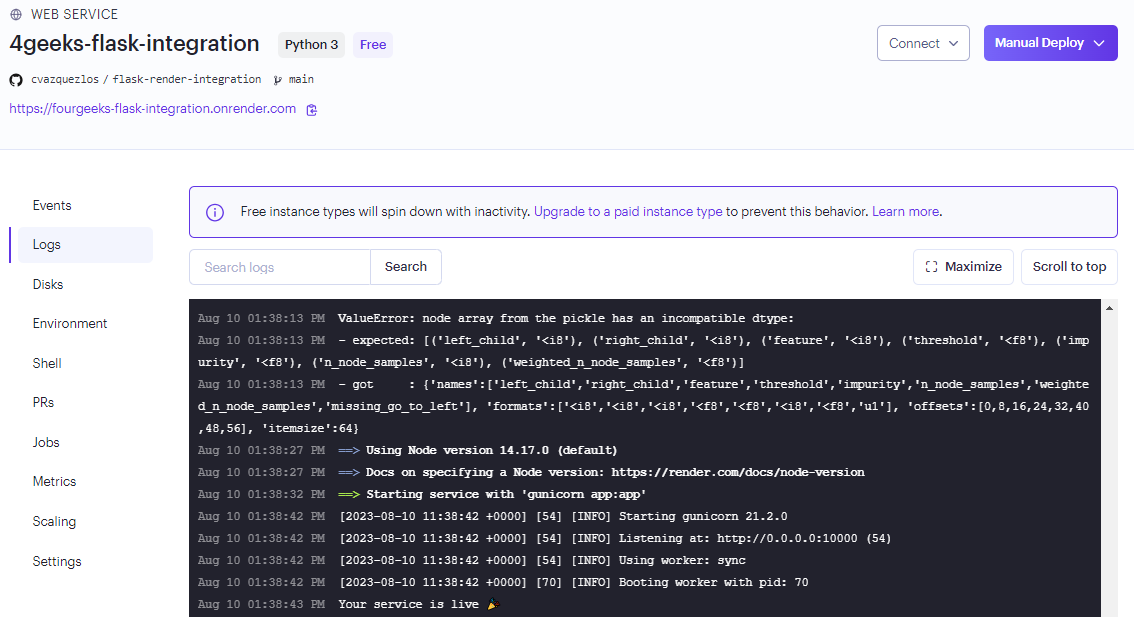 WEB SERVICE
4geeks-flask-integration Python 3 Free
Connect
Manual Deploy
cvazquezlos / flask-render-integration main
https://fourgeeks-flask-integration.onrender.com
Events
Logs
Disks
Environment
Shell
PRs
Jobs
Metrics
Scaling
Settings
Free instance types will spin down with inactivity. Upgrade to a paid instance type to prevent this behavior. Learn more.
Search logs Search
Maximize Scroll to top
Aug 10 01:38:13 PM ValueError: node array from the pickle has an incompatible dtype:
Aug 10 01:38:13 PM - expected: [('left_child', '<i8'), ('right_child', '<i8'), ('feature', '<i8'), ('threshold', '<f8'), ('imp
urity', '<f8'), ('n_node_samples', '<i8'), ('weighted_n_node_samples', '<f8')]
Aug 10 01:38:13 PM - got : {'names':['left_child','right_child','feature','threshold','impurity','n_node_samples','weighte
d_n_node_samples','missing_go_to_left'], 'formats':['<i8','<i8','<i8','<f8','<f8','<i8','<f8','u1'], 'offsets':[0,8,16,24,32,40
,48,56], 'itemsize':64}
Aug 10 01:38:27 PM ==> Using Node version 14.17.0 (default)
Aug 10 01:38:27 PM ==> Docs on specifying a Node version: https://render.com/docs/node-version
Aug 10 01:38:32 PM ==> Starting service with 'gunicorn app:app'
Aug 10 01:38:42 PM [2023-08-10 11:38:42 +0000] [54] [INFO] Starting gunicorn 21.2.0
Aug 10 01:38:42 PM [2023-08-10 11:38:42 +0000] [54] [INFO] Listening at: http://0.0.0.0:10000 (54)
Aug 10 01:38:42 PM [2023-08-10 11:38:42 +0000] [54] [INFO] Using worker: sync
Aug 10 01:38:42 PM [2023-08-10 11:38:42 +0000] [70] [INFO] Booting worker with pid: 70
Aug 10 01:38:43 PM Your service is live 🎉